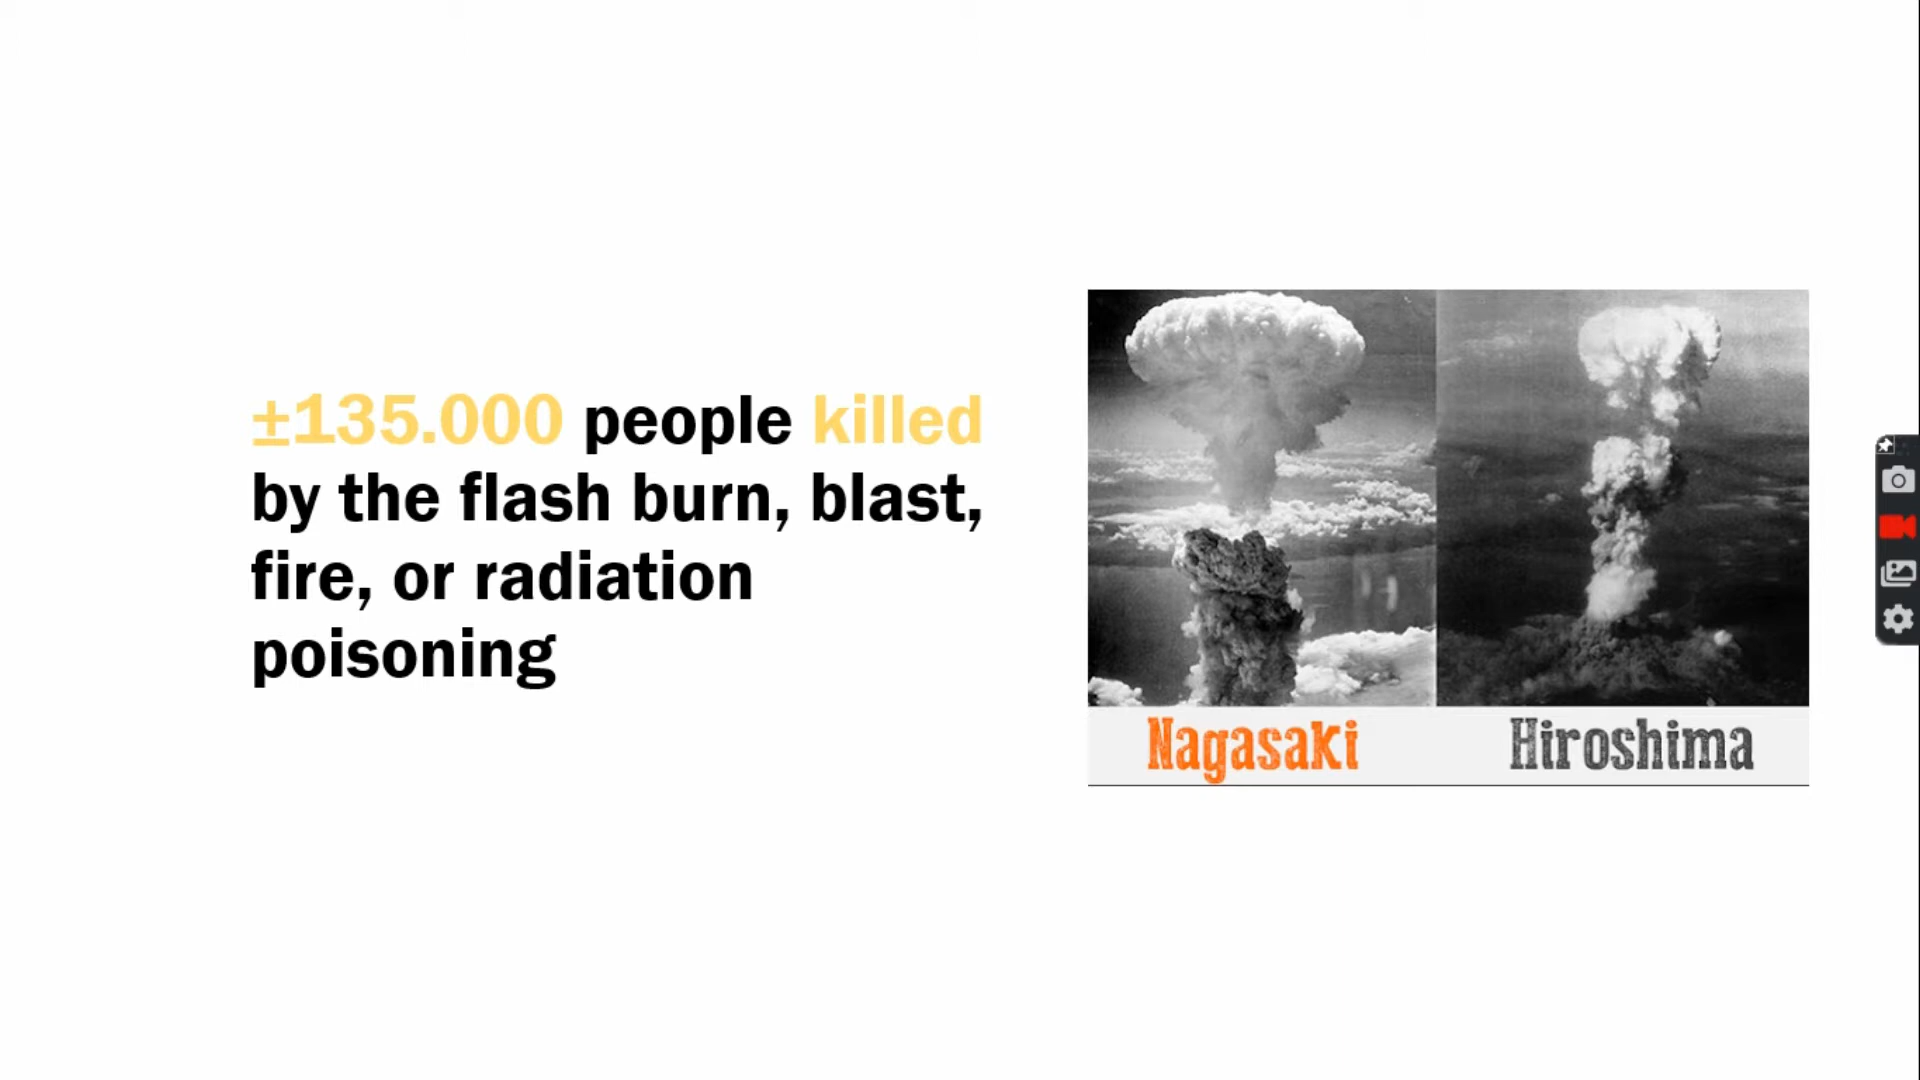 ±135.000 people killed
by the flash burn, blast,
fire, or radiation
poisoning
Nagasaki
Hiroshima